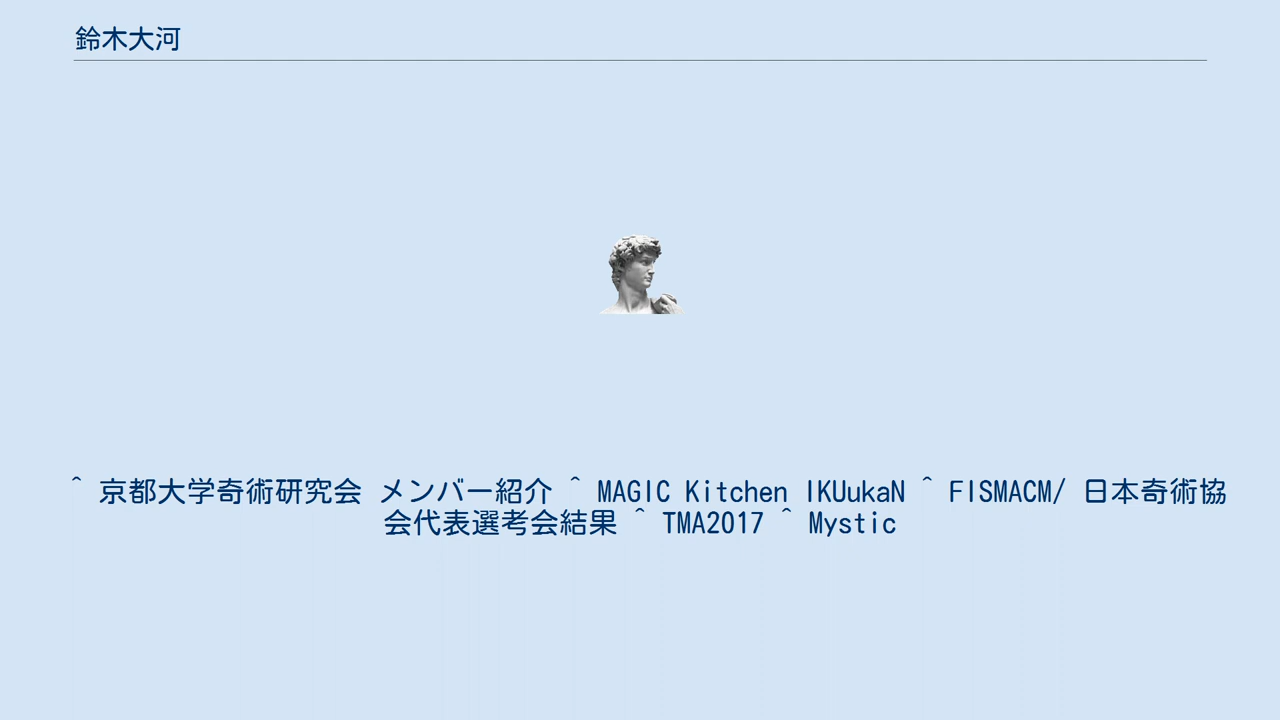 鈴木大河
^ 京都大学奇術研究会 メンバー紹介 ^ MAGIC Kitchen IKUukaN ^ FISMACM/ 日本奇術協
会代表選考会結果 ^ TMA2017 ^ Mystic